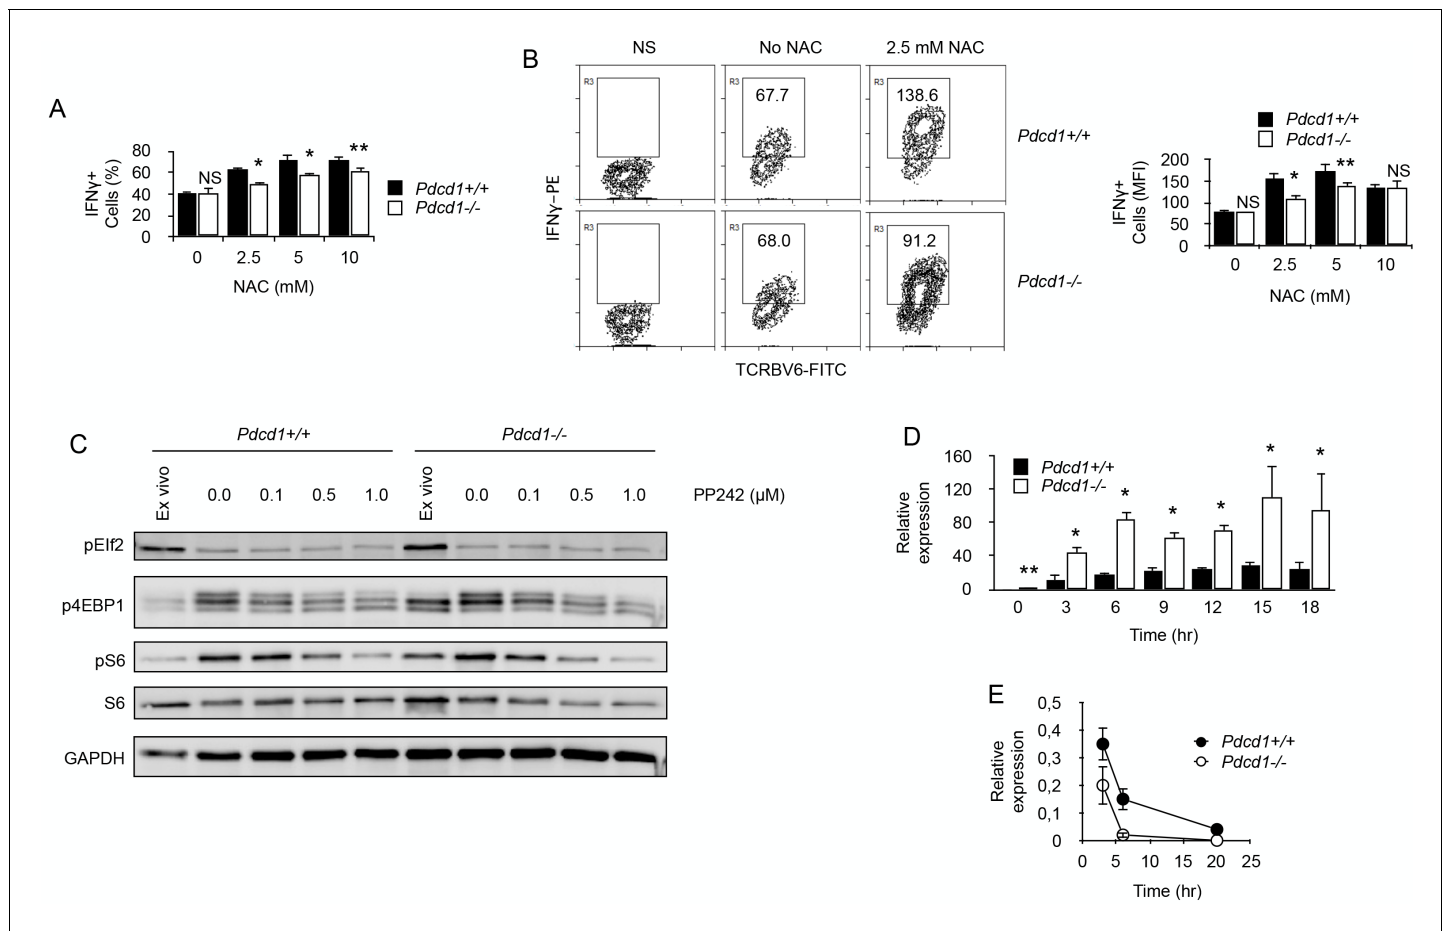 A
80
60
40
20
0
IFNγ+
Cells (%)
NS
*
*
**
Pdcd1+/+
Pdcd1-/-
0 2.5 5 10
NAC (mM)
B
NS No NAC 2.5 mM NAC
R3 R3 R3
67.7 138.6
Pdcd1+/+
R3 R3 R3
68.0 91.2
Pdcd1-/-
IFNγ−PE
TCRBV6-FITC
Pdcd1+/+
Pdcd1-/-
200
150
100
50
0
IFNγ+
Cells (MFI)
NS
*
**
NS
0 2.5 5 10
NAC (mM)
C
Pdcd1+/+ Pdcd1-/-
Ex vivo 0.0 0.1 0.5 1.0 Ex vivo 0.0 0.1 0.5 1.0 PP242 (µM)
pEIf2
p4EBP1
pS6
S6
GAPDH
D
160
120
80
40
0
Relative
expression
Pdcd1+/+
Pdcd1-/-
**
*
*
*
*
*
*
0 3 6 9 12 15 18
Time (hr)
E
0,5
0,4
0,3
0,2
0,1
0
Relative
expression
Pdcd1+/+
Pdcd1-/-
0 5 10 15 20 25
Time (hr)